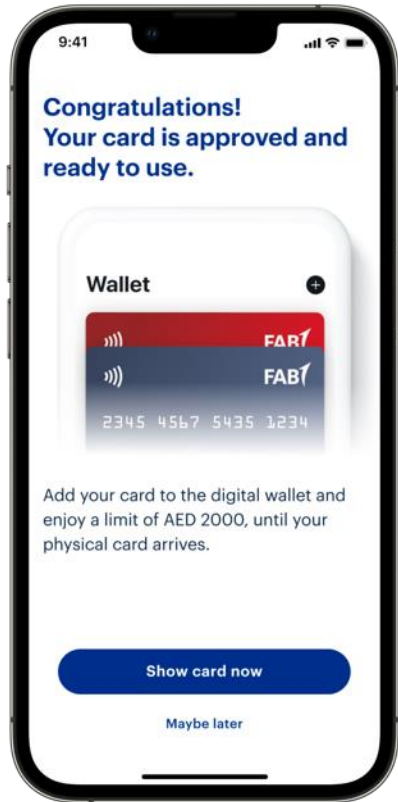 9:41
Congratulations!
Your card is approved and
ready to use.
Wallet
FAB
FAB
2345 4567 5435 1234
Add your card to the digital wallet and
enjoy a limit of AED 2000, until your
physical card arrives.
Show card now
Maybe later